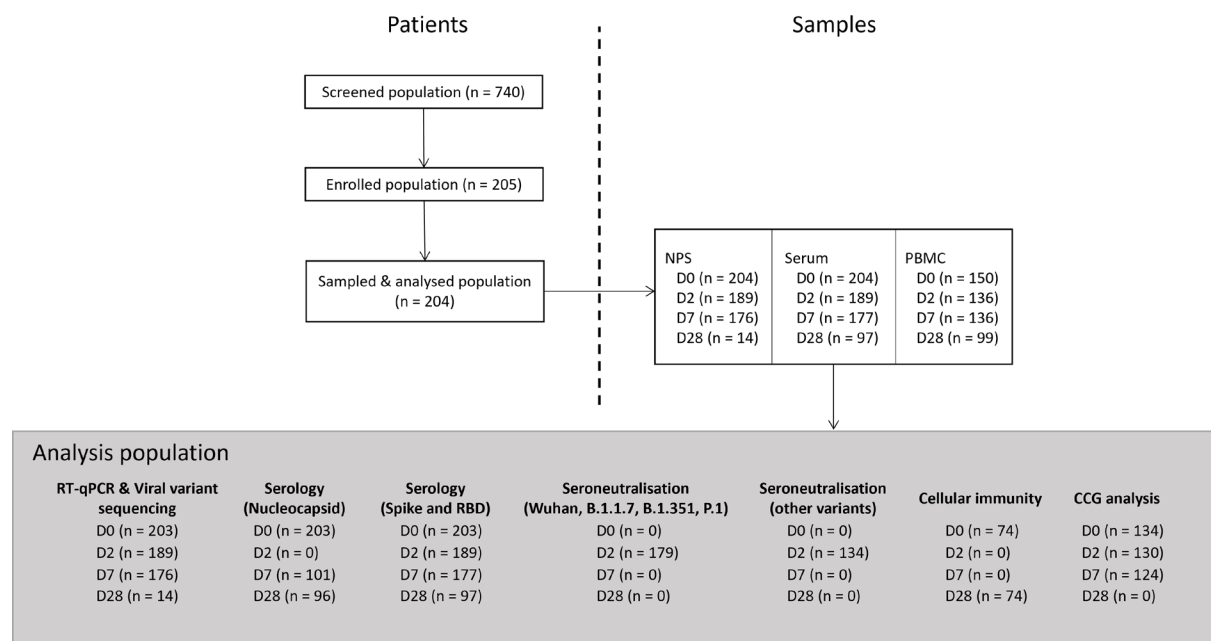 Patients
Samples
Screened population (n = 740)
Enrolled population (n = 205)
Sampled & analysed population
(n = 204)
NPS
D0 (n = 204)
D2 (n = 189)
D7 (n = 176)
D28 (n = 14)
Serum
D0 (n = 204)
D2 (n = 189)
D7 (n = 177)
D28 (n = 97)
PBMC
D0 (n = 150)
D2 (n = 136)
D7 (n = 136)
D28 (n = 99)
Analysis population
RT-qPCR & Viral variant
sequencing
D0 (n = 203)
D2 (n = 189)
D7 (n = 176)
D28 (n = 14)
Serology
(Nucleocapsid)
D0 (n = 203)
D2 (n = 0)
D7 (n = 101)
D28 (n = 96)
Serology
(Spike and RBD)
D0 (n = 203)
D2 (n = 189)
D7 (n = 177)
D28 (n = 97)
Seroneutralisation
(Wuhan, B.1.1.7, B.1.351, P.1)
D0 (n = 0)
D2 (n = 179)
D7 (n = 0)
D28 (n = 0)
Seroneutralisation
(other variants)
D0 (n = 0)
D2 (n = 134)
D7 (n = 0)
D28 (n = 0)
Cellular immunity
D0 (n = 74)
D2 (n = 0)
D7 (n = 0)
D28 (n = 74)
CCG analysis
D0 (n = 134)
D2 (n = 130)
D7 (n = 124)
D28 (n = 0)